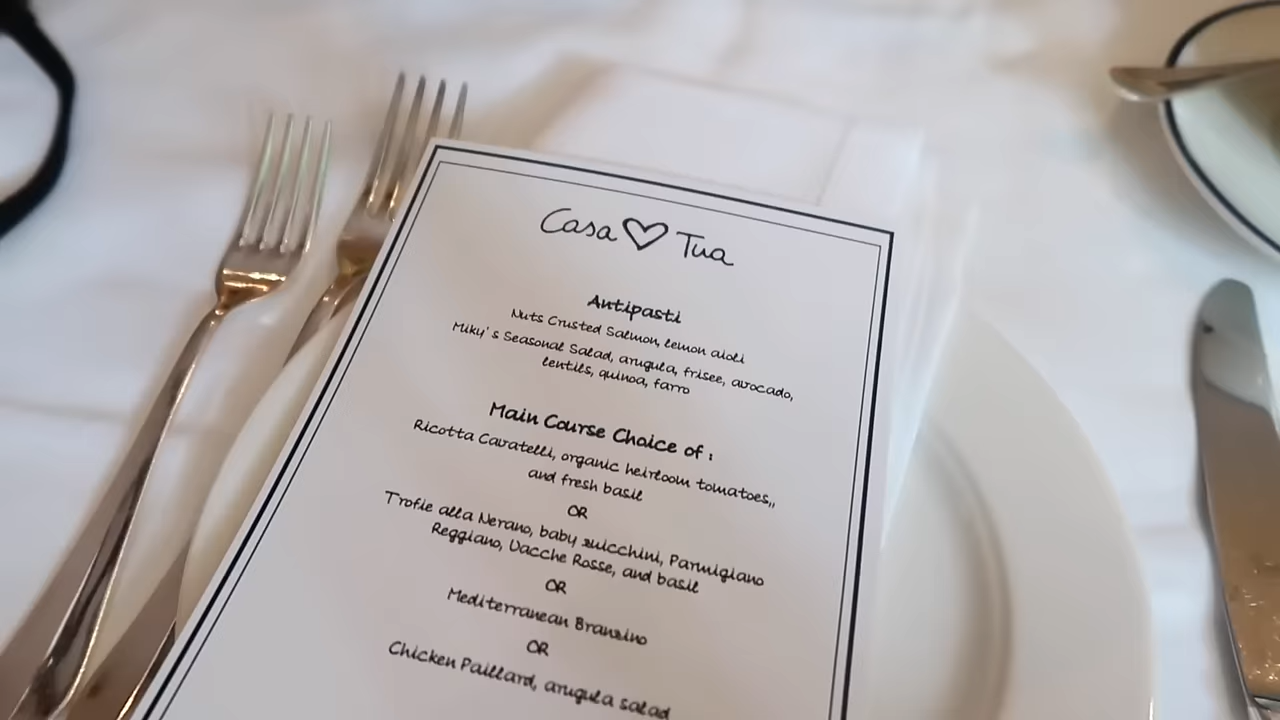 Casa Tua
Antipasti
Nuts Crusted Salmon, lemon aioli
Miky's Seasonal Salad, arugula, frisee, avocado,
lentils, quinoa, farro
Main Course Choice of:
Ricotta Cavatelli, organic heirloom tomatoes,,
and fresh basil
OR
Trofie alla Nerano, baby zuicchini, Parmigiano
Reggiano, Vacche Rosse, and basil
OR
Mediterranean Branzino
OR
Chicken Paillard, arugula salad